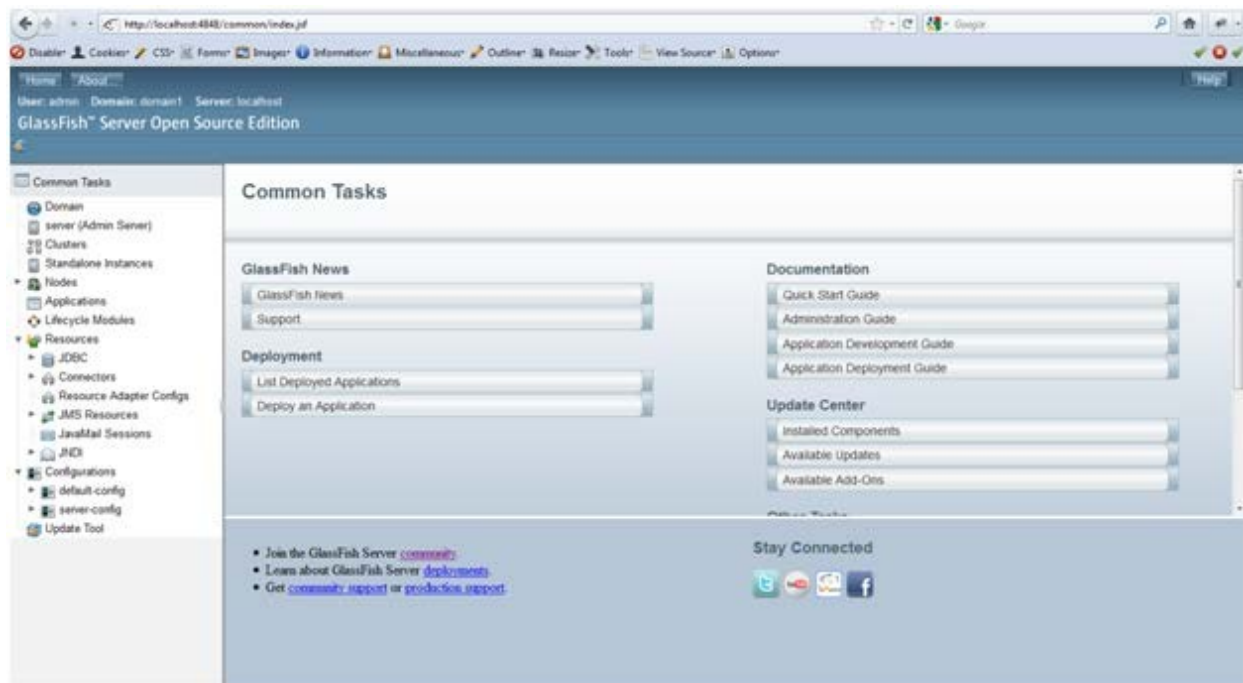 http://localhost:4848/common/index.jsf
Google
Disable Cookies CSS Forms Images Information Miscellaneous Outline Resize Tools View Source Options
Home About... Help
User: admin Domain: domain1 Server: localhost
GlassFish™ Server Open Source Edition
Common Tasks
Domain
server (Admin Server)
Clusters
Standalone Instances
Nodes
Applications
Lifecycle Modules
Resources
JDBC
Connectors
Resource Adapter Configs
JMS Resources
JavaMail Sessions
JNDI
Configurations
default-config
server-config
Update Tool
Common Tasks
GlassFish News
GlassFish News
Support
Deployment
List Deployed Applications
Deploy an Application
Documentation
Quick Start Guide
Administration Guide
Application Development Guide
Application Deployment Guide
Update Center
Installed Components
Available Updates
Available Add-Ons
Other Tasks
• Join the GlassFish Server community.
• Learn about GlassFish Server deployments.
• Get community support or production support.
Stay Connected